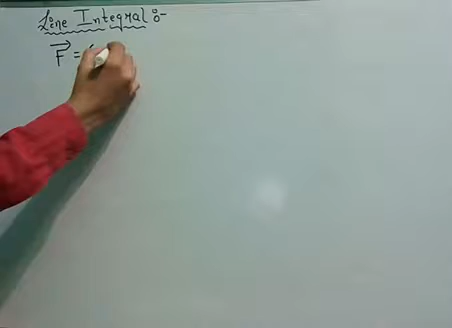 Line Integral :-
F⃗ = (